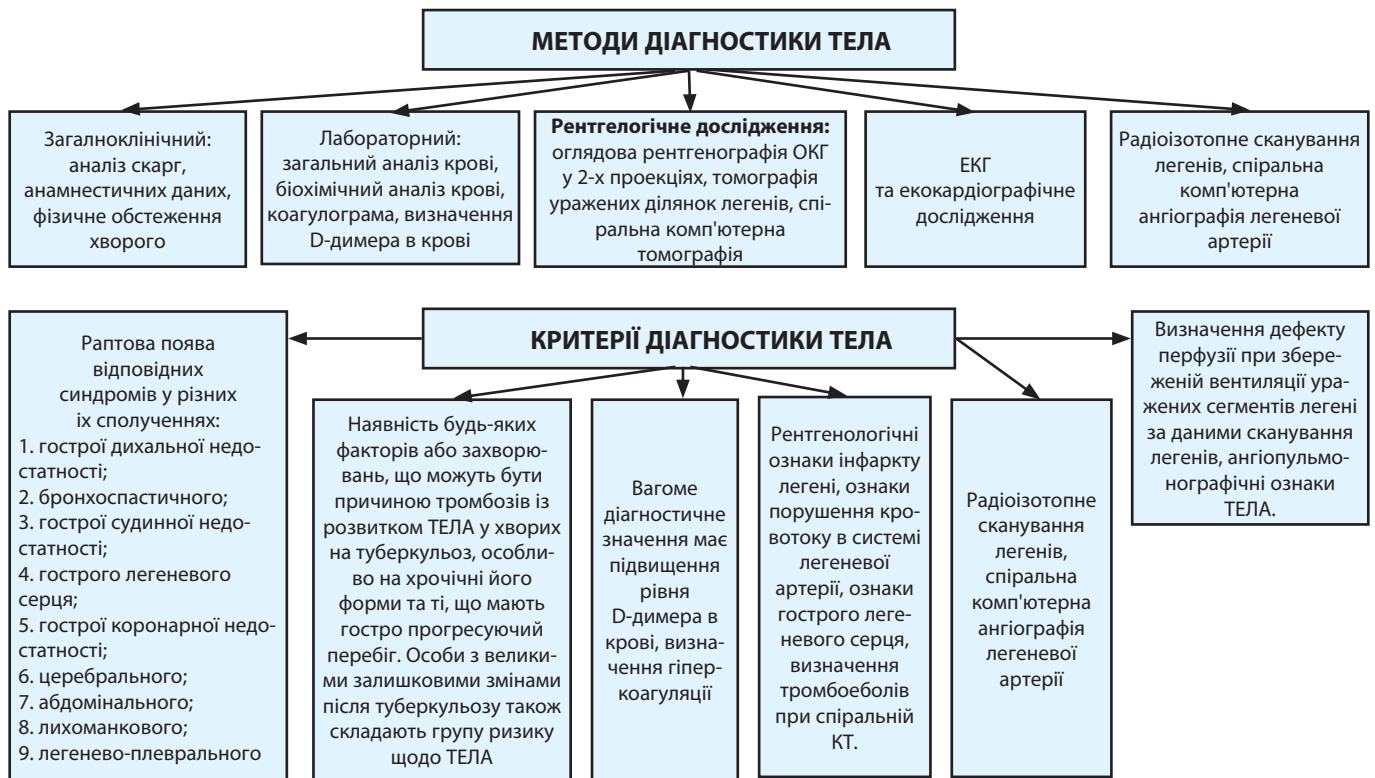 МЕТОДИ ДІАГНОСТИКИ ТЕЛА
Загалноклінічний:
аналіз скарг,
анамнестичних даних,
фізичне обстеження
хворого
Лабораторний:
загальний аналіз крові,
біохімічний аналіз крові,
коагулограма, визначення
D-димера в крові
Рентгелогічне дослідження:
оглядова рентгенографія ОКГ
у 2-х проекціях, томографія
уражених ділянок легенів, спі-
ральна комп'ютерна
томографія
ЕКГ
та екокардіографічне
дослідження
Радіоізотопне сканування
легенів, спіральна
комп'ютерна
ангіографія легеневої
артерії
КРИТЕРІЇ ДІАГНОСТИКИ ТЕЛА
Раптова поява
відповідних
синдромів у різних
їх сполученнях:
1. гострої дихальної недо-
статності;
2. бронхоспастичного;
3. гострої судинної недо-
статності;
4. гострого легеневого
серця;
5. гострої коронарної недо-
статності;
6. церебрального;
7. абдомінального;
8. лихоманкового;
9. легенево-плеврального
Наявність будь-яких
факторів або захворю-
вань, що можуть бути
причиною тромбозів із
розвитком ТЕЛА у хворих
на туберкульоз, особли-
во на хрочічні його
форми та ті, що мають
гостро прогресуючий
перебіг. Особи з велики-
ми залишковими змінами
після туберкульозу також
складають групу ризику
щодо ТЕЛА
Вагоме
діагностичне
значення має
підвищення
рівня
D-димера в
крові, визна-
чення гіпер-
коагуляції
Рентгенологічні
ознаки інфаркту
легені, ознаки
порушення кро-
вотоку в системі
легеневої
артерії, ознаки
гострого леге-
невого серця,
визначення
тромбоеболів
при спіральній
КТ.
Радіоізотопне
сканування
легенів,
спіральна
комп'ютерна
ангіографія
легеневої
артерії
Визначення дефекту
перфузії при збере-
женій вентиляції ура-
жених сегментів легені
за даними сканування
легенів, ангіопульмо-
нографічні ознаки
ТЕЛА.